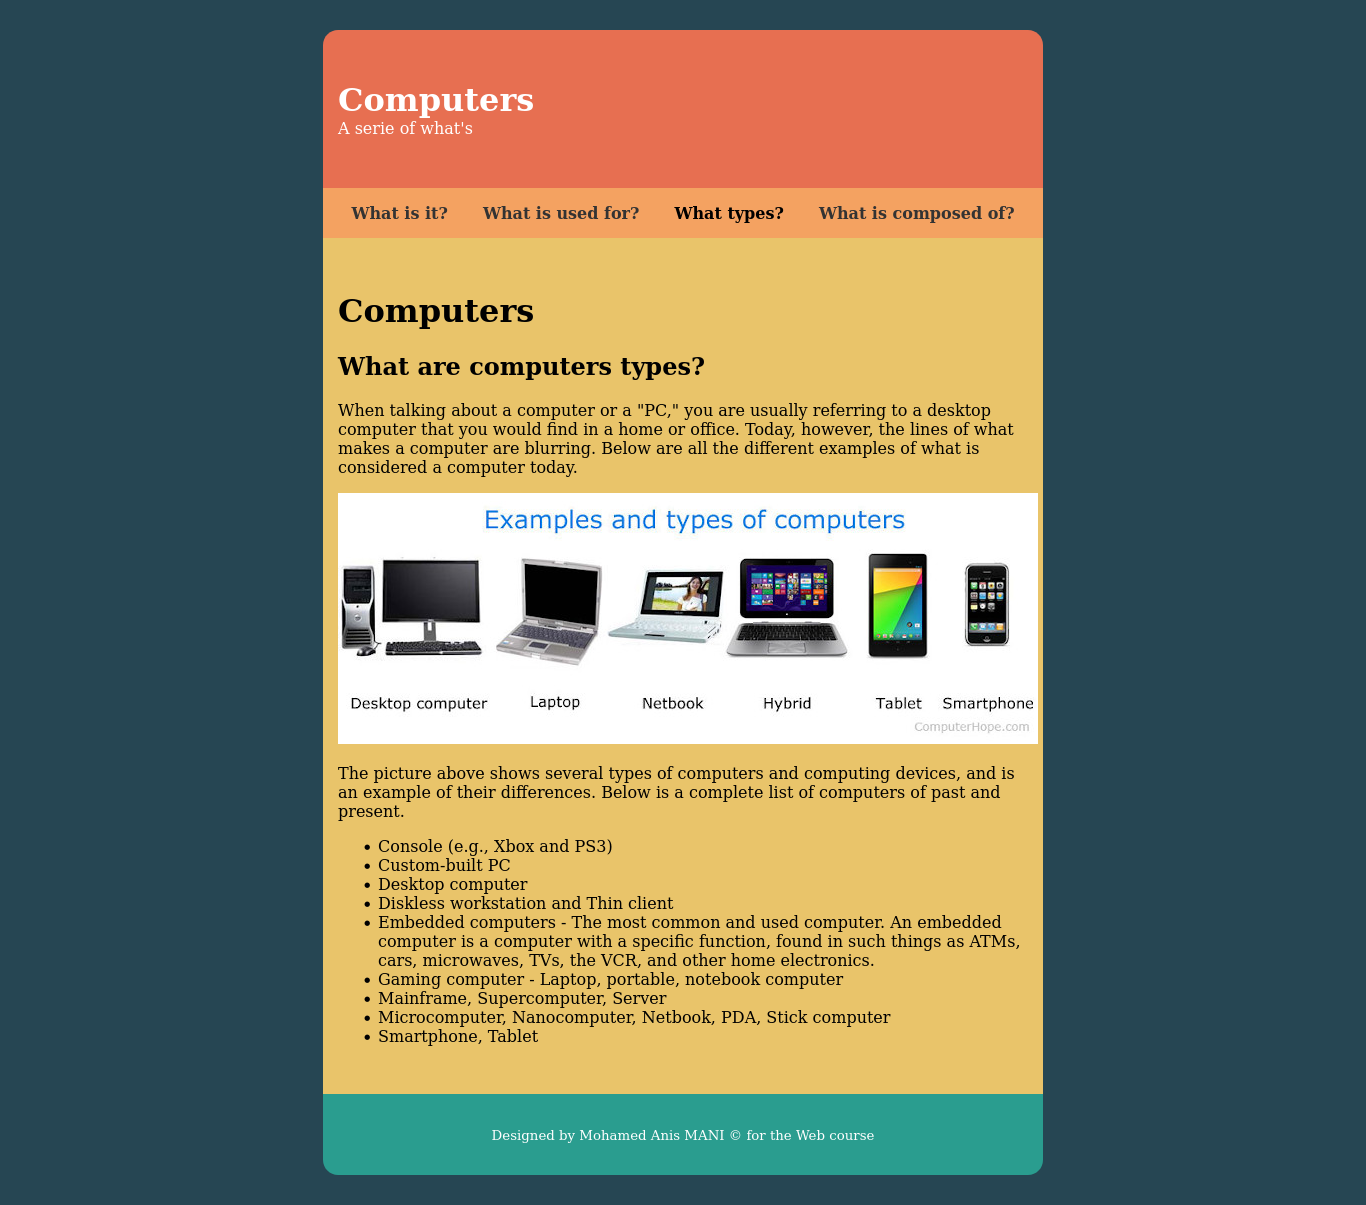 Computers
A serie of what's
What is it? What is used for? What types? What is composed of?
Computers
What are computers types?
When talking about a computer or a "PC," you are usually referring to a desktop
computer that you would find in a home or office. Today, however, the lines of what
makes a computer are blurring. Below are all the different examples of what is
considered a computer today.
Examples and types of computers
Desktop computer Laptop Netbook Hybrid Tablet Smartphone
ComputerHope.com
The picture above shows several types of computers and computing devices, and is
an example of their differences. Below is a complete list of computers of past and
present.
• Console (e.g., Xbox and PS3)
• Custom-built PC
• Desktop computer
• Diskless workstation and Thin client
• Embedded computers - The most common and used computer. An embedded
computer is a computer with a specific function, found in such things as ATMs,
cars, microwaves, TVs, the VCR, and other home electronics.
• Gaming computer - Laptop, portable, notebook computer
• Mainframe, Supercomputer, Server
• Microcomputer, Nanocomputer, Netbook, PDA, Stick computer
• Smartphone, Tablet
Designed by Mohamed Anis MANI © for the Web course